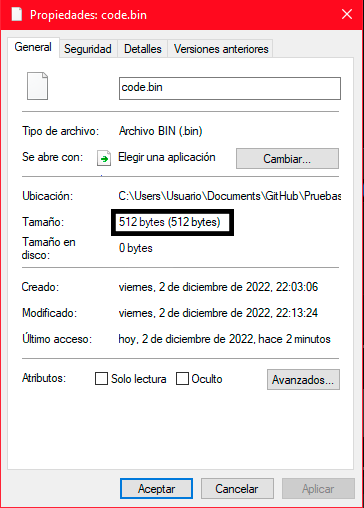 Propiedades: code.bin
General Seguridad Detalles Versiones anteriores
code.bin
Tipo de archivo: Archivo BIN (.bin)
Se abre con: Elegir una aplicación Cambiar...
Ubicación: C:\Users\Usuario\Documents\GitHub\Pruebas
Tamaño: 512 bytes (512 bytes)
Tamaño en
disco: 0 bytes
Creado: viernes, 2 de diciembre de 2022, 22:03:06
Modificado: viernes, 2 de diciembre de 2022, 22:13:24
Último acceso: hoy, 2 de diciembre de 2022, hace 2 minutos
Atributos: Solo lectura Oculto Avanzados...
Aceptar Cancelar Aplicar